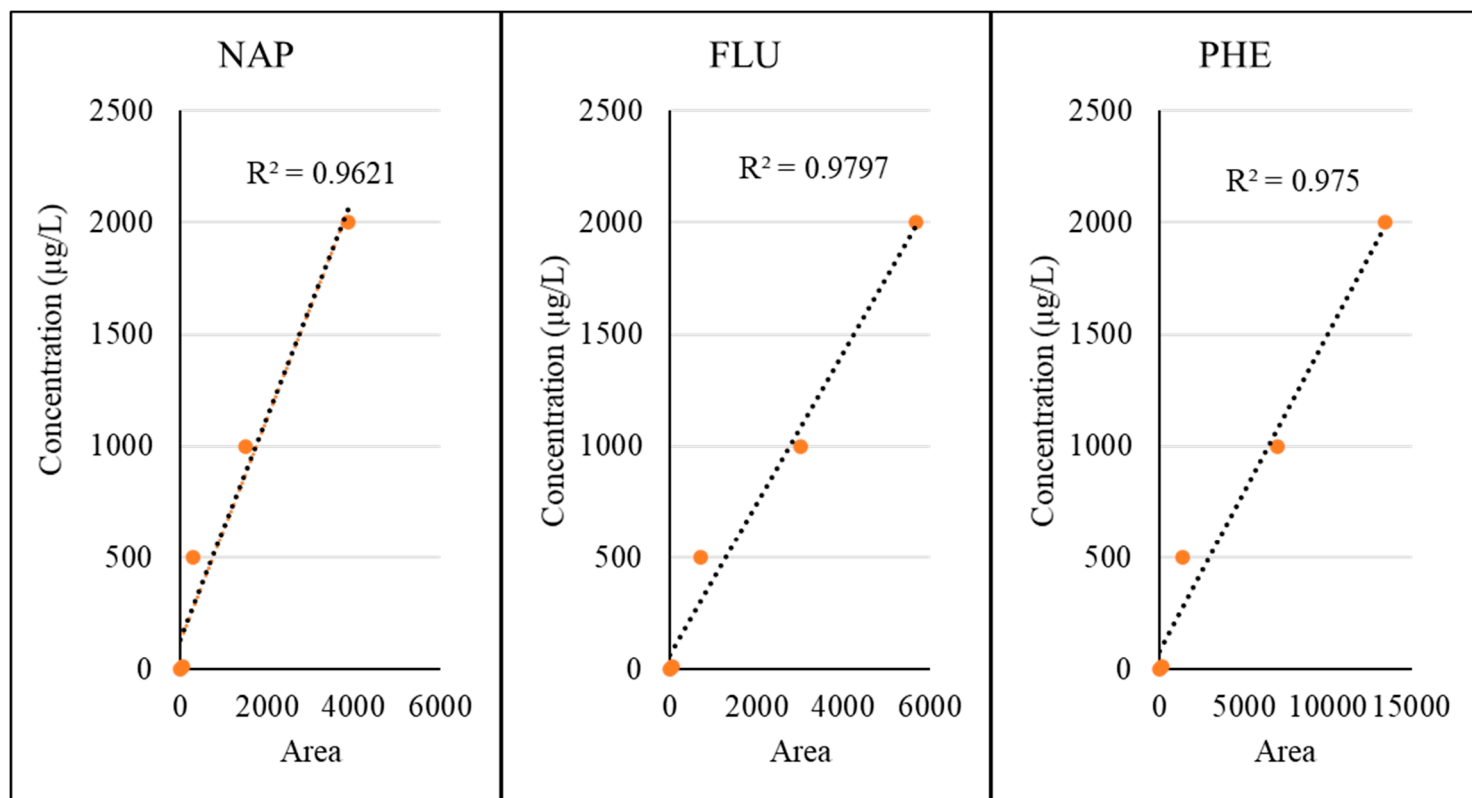 NAP
R² = 0.9621
Concentration (µg/L)
2500
2000
1500
1000
500
0
0 2000 4000 6000
Area
FLU
R² = 0.9797
Concentration (µg/L)
2500
2000
1500
1000
500
0
0 2000 4000 6000
Area
PHE
R² = 0.975
Concentration (µg/L)
2500
2000
1500
1000
500
0
0 5000 10000 15000
Area